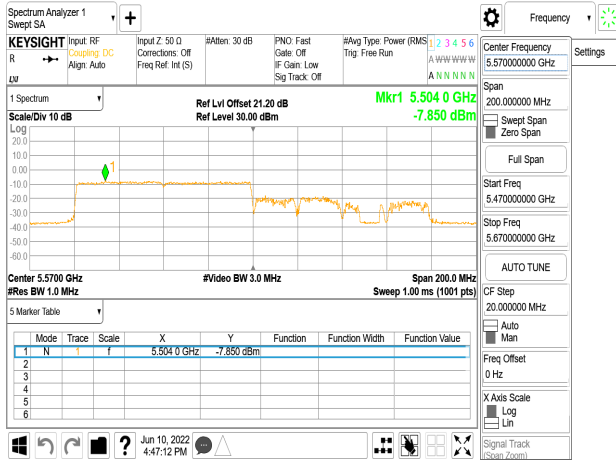 Spectrum Analyzer 1
Swept SA
Frequency
KEYSIGHT
R
Input: RF
Coupling: DC
Align: Auto
Input Z: 50 Ω
Corrections: Off
Freq Ref: Int (S)
#Atten: 30 dB
PNO: Fast
Gate: Off
IF Gain: Low
Sig Track: Off
#Avg Type: Power (RMS
Trig: Free Run
1 2 3 4 5 6
A W W W W W
A N N N N N
Center Frequency
5.570000000 GHz
Settings
Span
200.000000 MHz
Swept Span
Zero Span
Full Span
Start Freq
5.470000000 GHz
Stop Freq
5.670000000 GHz
AUTO TUNE
CF Step
20.000000 MHz
Auto
Man
Freq Offset
0 Hz
X Axis Scale
Log
Lin
Signal Track
(Span Zoom)
1 Spectrum
Scale/Div 10 dB
Ref Lvl Offset 21.20 dB
Ref Level 30.00 dBm
Mkr1 5.504 0 GHz
-7.850 dBm
Log
20.0
10.0
0.00
-10.0
-20.0
-30.0
-40.0
-50.0
-60.0
1
Center 5.5700 GHz
#Video BW 3.0 MHz
Span 200.0 MHz
#Res BW 1.0 MHz
Sweep 1.00 ms (1001 pts)
5 Marker Table
Mode Trace Scale X Y Function Function Width Function Value
1 N 1 f 5.504 0 GHz -7.850 dBm
2
3
4
5
6
Jun 10, 2022
4:47:12 PM